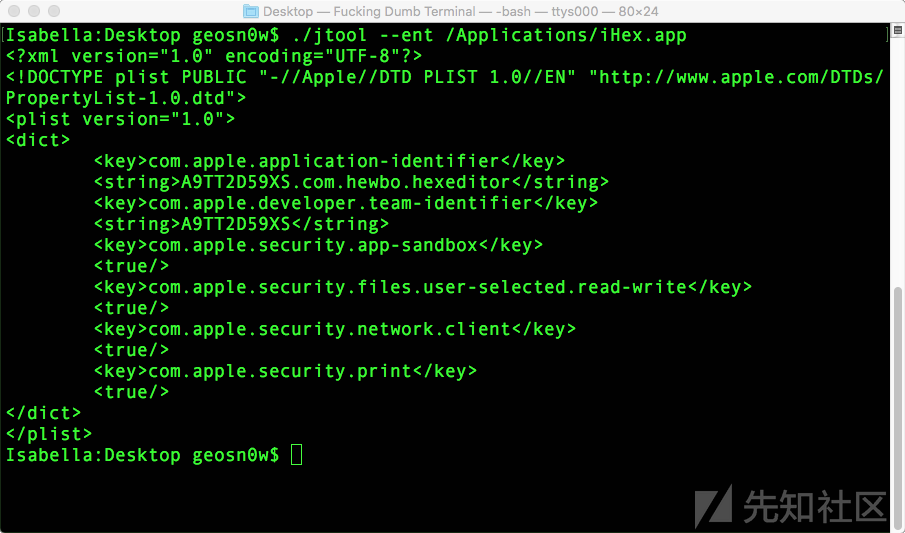 Desktop — Fucking Dumb Terminal — -bash — ttys000 — 80×24
[Isabella:Desktop geosn0w$ ./jtool --ent /Applications/iHex.app ]
<?xml version="1.0" encoding="UTF-8"?>
<!DOCTYPE plist PUBLIC "-//Apple//DTD PLIST 1.0//EN" "http://www.apple.com/DTDs/
PropertyList-1.0.dtd">
<plist version="1.0">
<dict>
<key>com.apple.application-identifier</key>
<string>A9TT2D59XS.com.hewbo.hexeditor</string>
<key>com.apple.developer.team-identifier</key>
<string>A9TT2D59XS</string>
<key>com.apple.security.app-sandbox</key>
<true/>
<key>com.apple.security.files.user-selected.read-write</key>
<true/>
<key>com.apple.security.network.client</key>
<true/>
<key>com.apple.security.print</key>
<true/>
</dict>
</plist>
Isabella:Desktop geosn0w$
先知社区